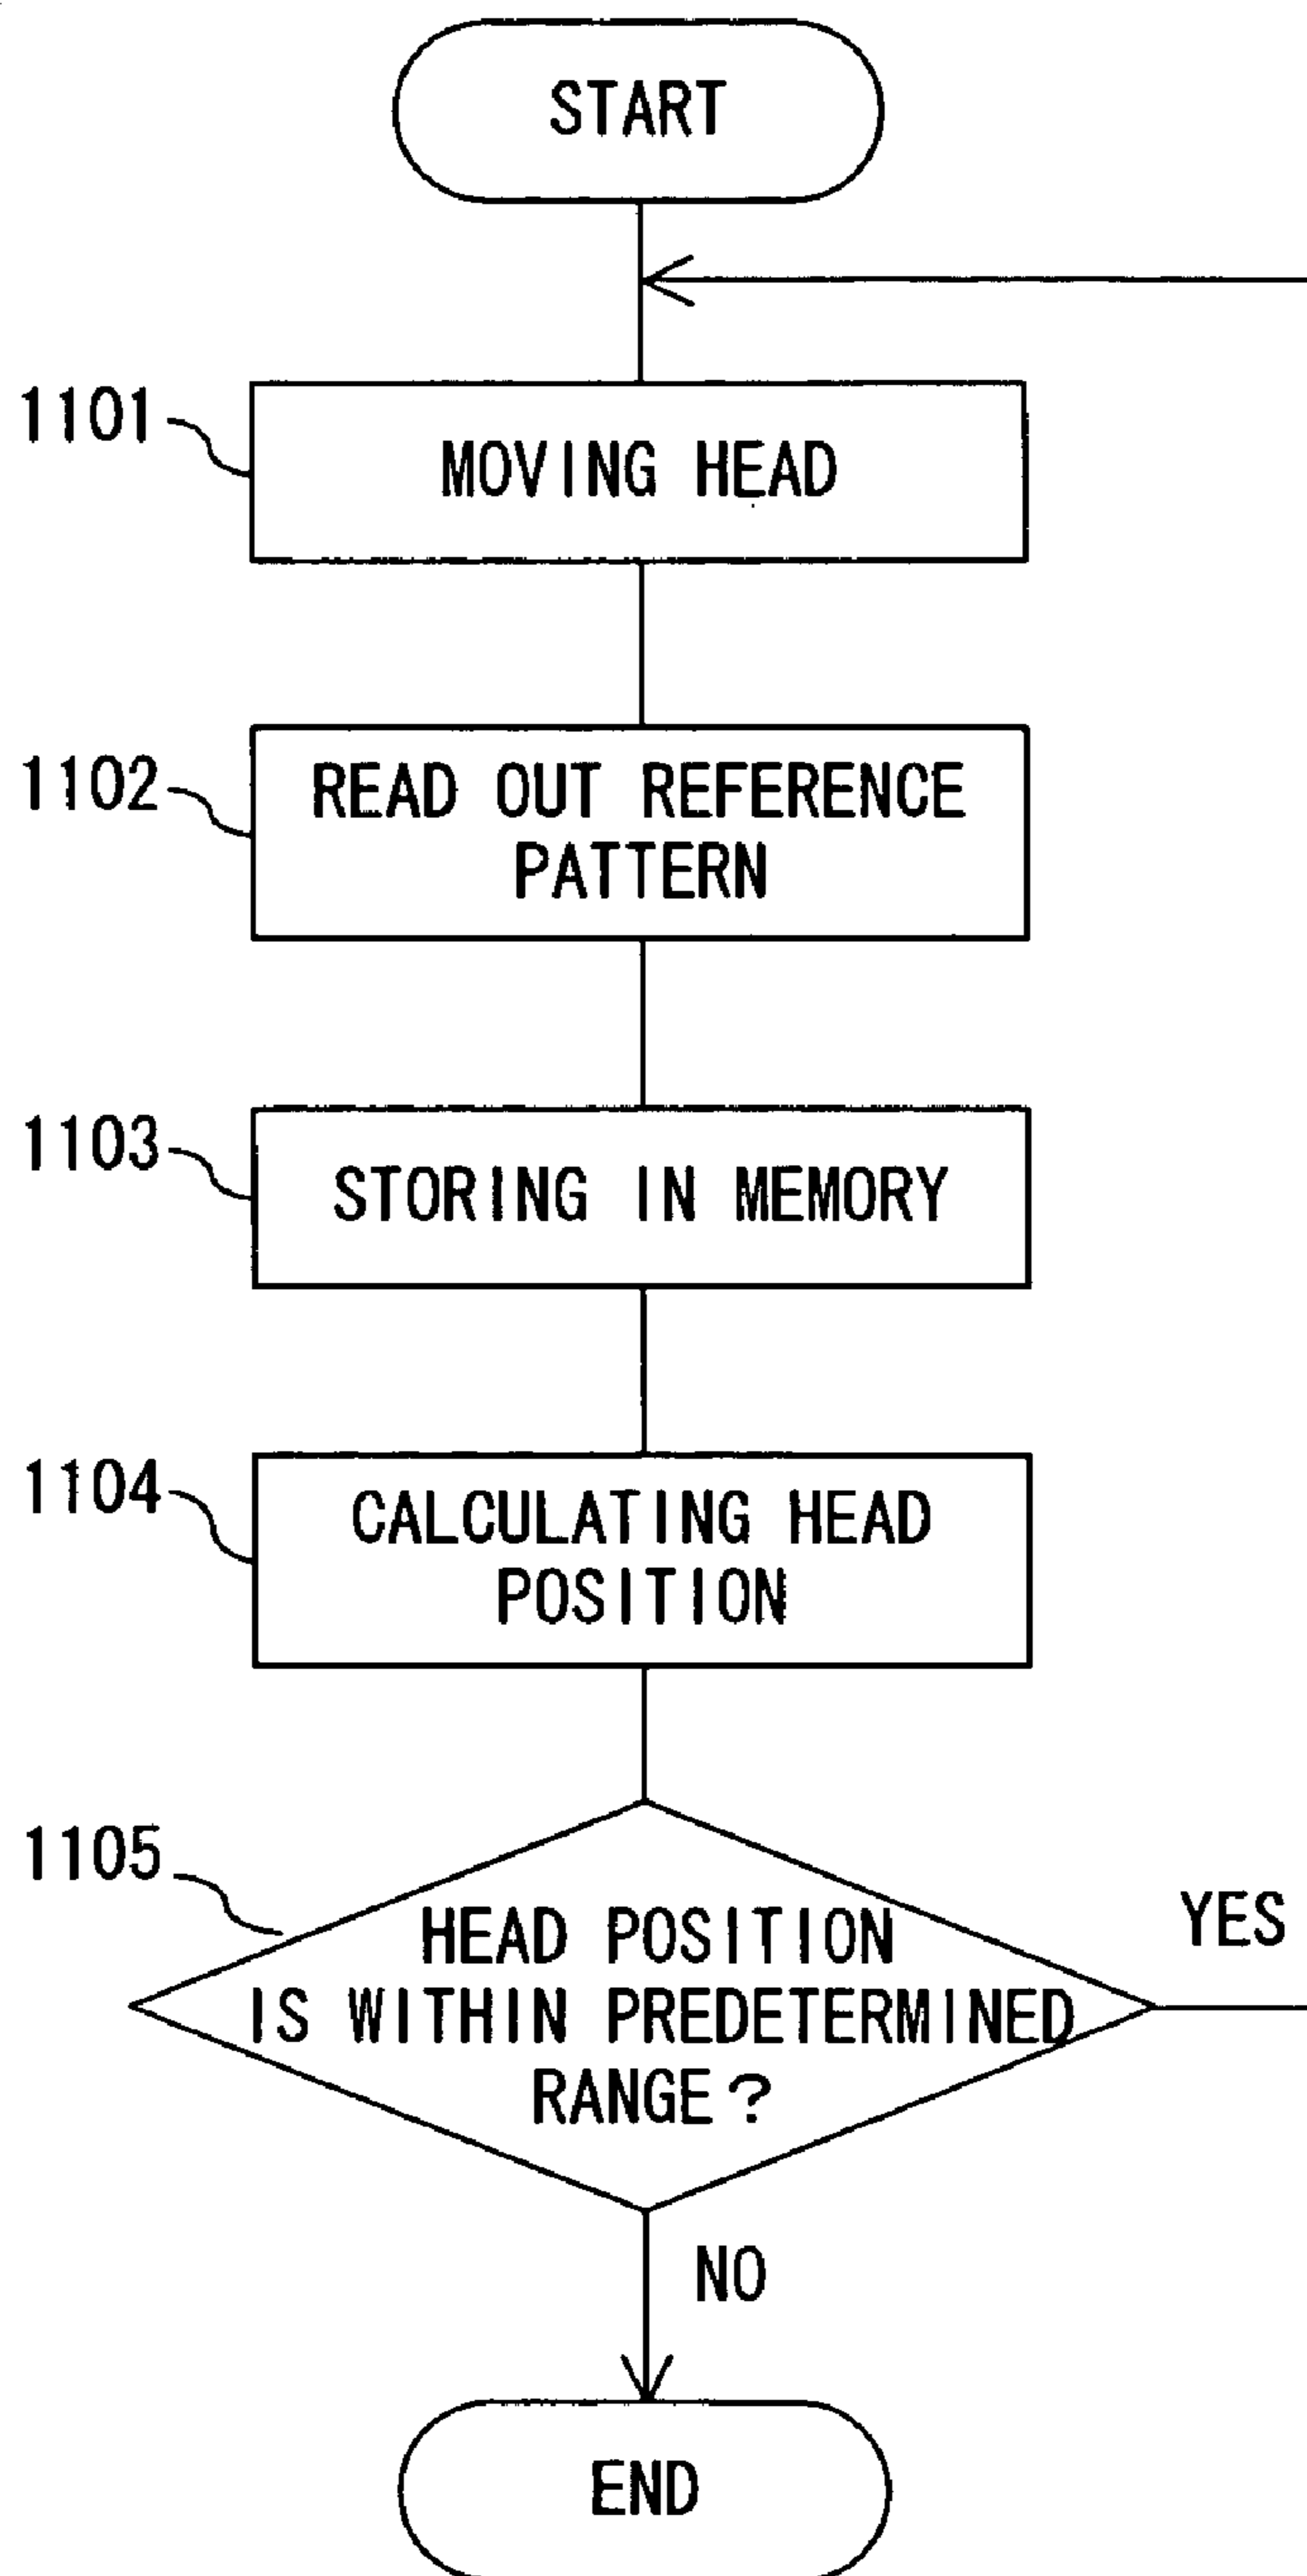 START
1101
MOVING HEAD
1102
READ OUT REFERENCE
PATTERN
1103
STORING IN MEMORY
1104
CALCULATING HEAD
POSITION
1105
HEAD POSITION
IS WITHIN PREDETERMINED
RANGE?
YES
NO
END